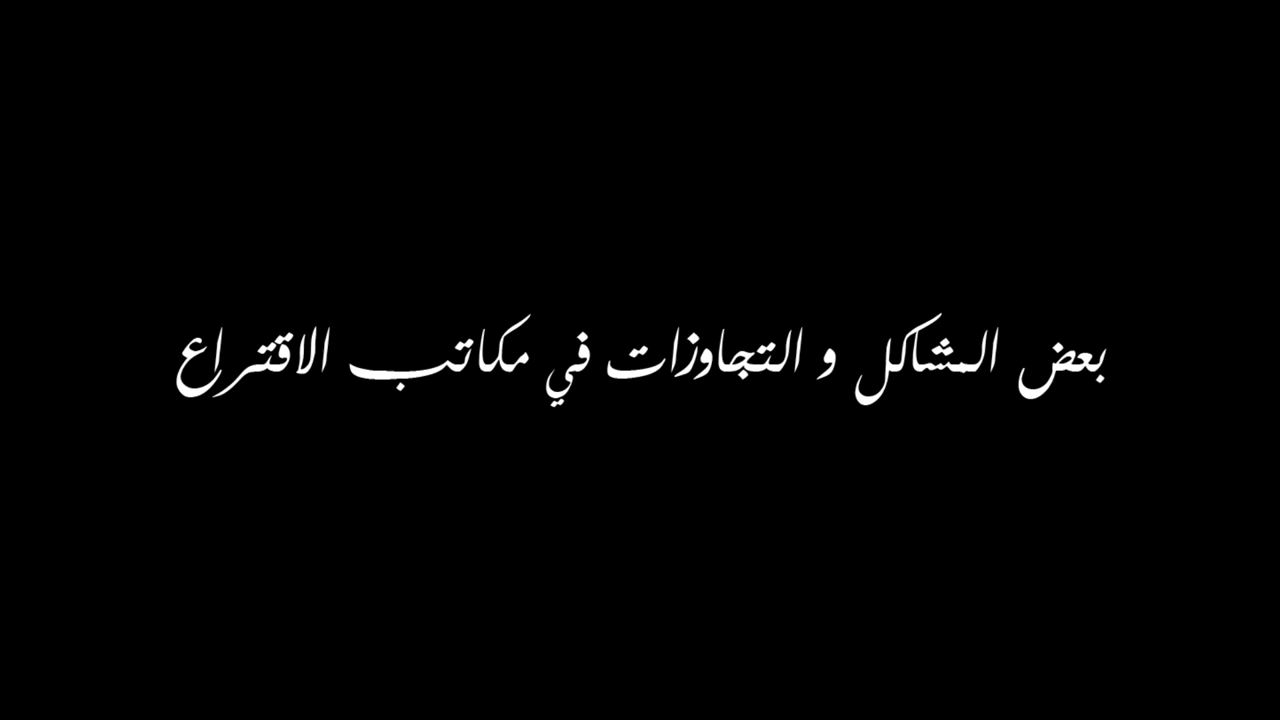 بعض المشاكل و التجاوزات في مكاتب الاقتراع